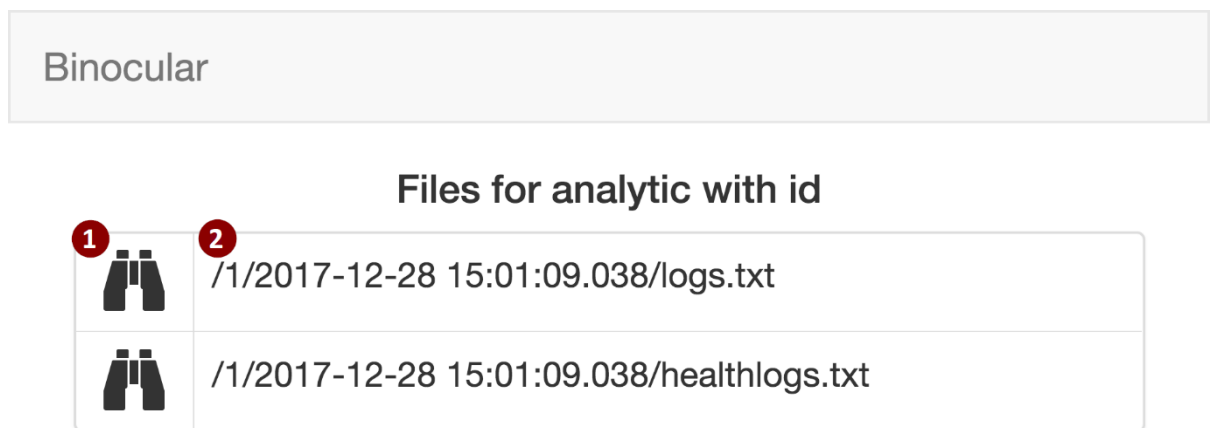 Binocular
Files for analytic with id
1 2
/1/2017-12-28 15:01:09.038/logs.txt
/1/2017-12-28 15:01:09.038/healthlogs.txt